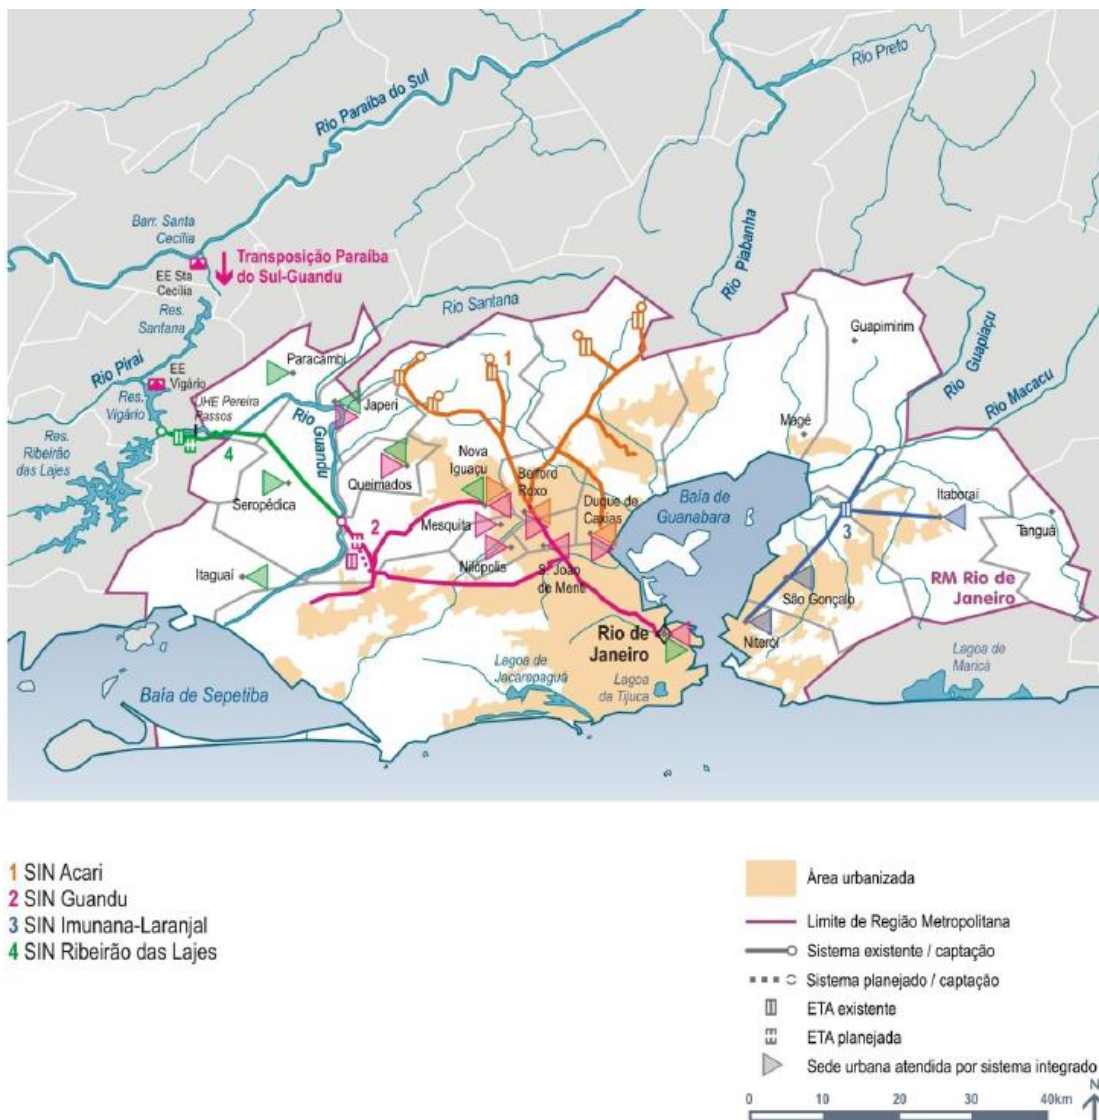 Rio Preto
Rio Paraíba do Sul
Barr. Santa
Cecília
Transposição Paraíba
do Sul-Guandu
EE Sta
Cecília
Rio Piabanha
Res.
Santana
Rio Santana
Guapimirim
Rio Guapiaçu
Rio Piraí
Paracambi
1
EE
Vigário
Rio Macacu
Res.
Vigário
UHE Pereira
Passos
Japeri
Rio Guandu
Magé
Res.
Ribeirão
das Lajes
4
Nova
Iguaçu
Belford
Roxo
Queimados
Seropédica
Duque de
Caxias
Baía de
Guanabara
Itaboraí
2
Mesquita
3
Tanguá
Nilópolis
Itaguaí
S. João
de Meriti
RM Rio de
Janeiro
São Gonçalo
Rio de
Janeiro
Niterói
Lagoa de
Jacarepaguá
Lagoa
da Tijuca
Lagoa de
Maricá
Baía de Sepetiba
1 SIN Acari
2 SIN Guandu
3 SIN Imunana-Laranjal
4 SIN Ribeirão das Lajes
Área urbanizada
Limite de Região Metropolitana
Sistema existente / captação
Sistema planejado / captação
ETA existente
ETA planejada
Sede urbana atendida por sistema integrado
0 10 20 30 40km
N